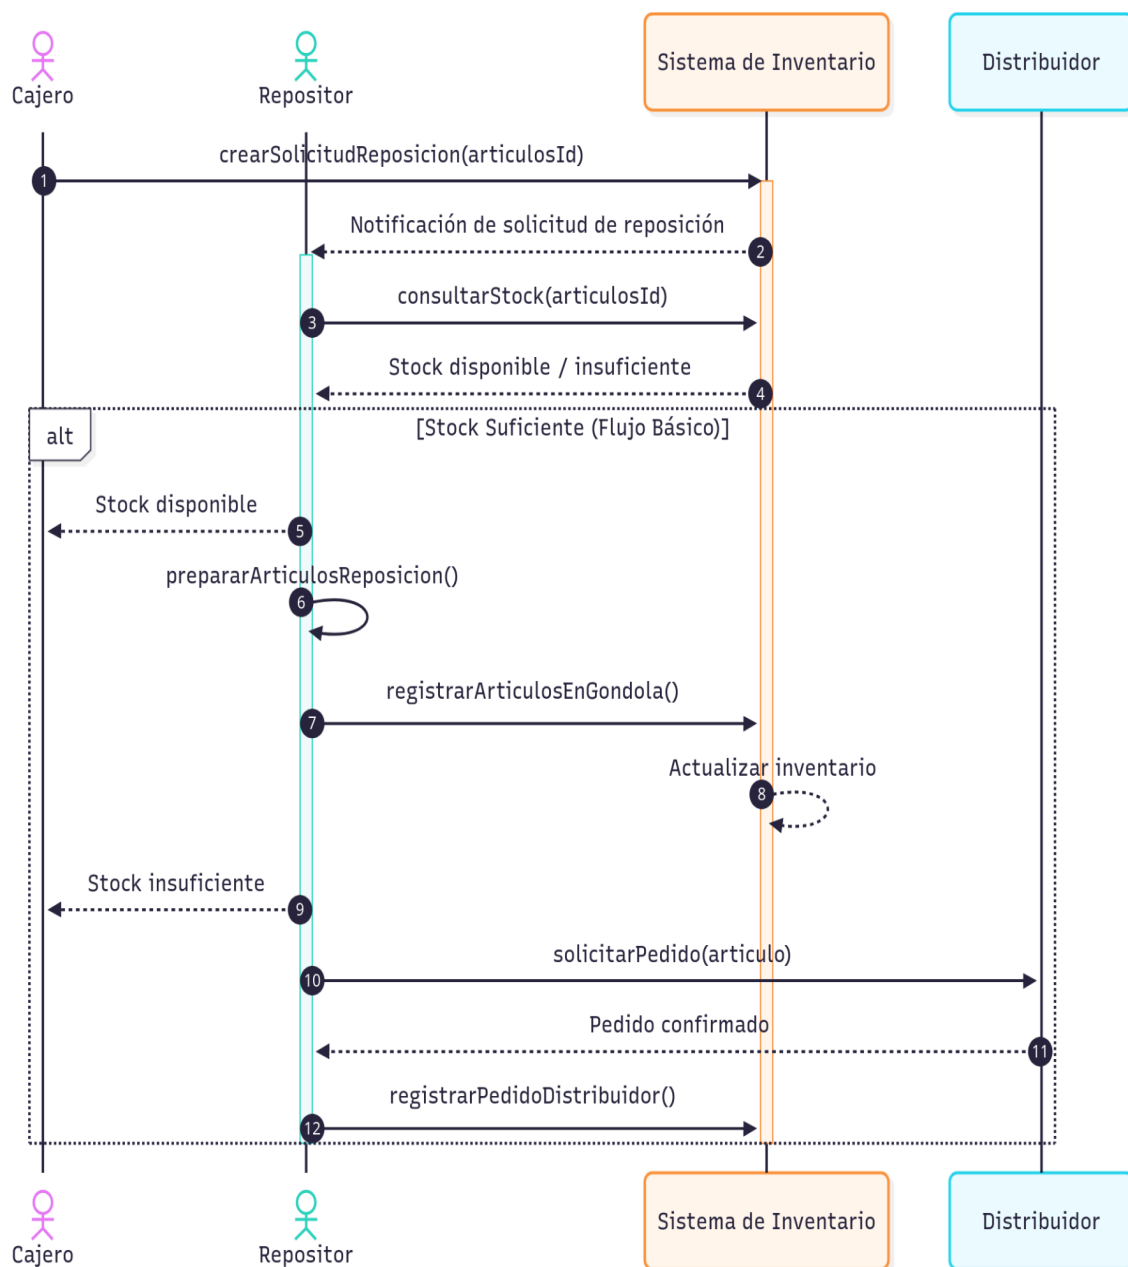 Cajero
Repositor
Sistema de Inventario
Distribuidor
crearSolicitudReposicion(articulosId)
1
Notificación de solicitud de reposición
2
consultarStock(articulosId)
3
Stock disponible / insuficiente
4
alt
[Stock Suficiente (Flujo Básico)]
Stock disponible
5
prepararArticulosReposicion()
6
registrarArticulosEnGondola()
7
Actualizar inventario
8
Stock insuficiente
9
solicitarPedido(articulo)
10
Pedido confirmado
11
registrarPedidoDistribuidor()
12
Cajero
Repositor
Sistema de Inventario
Distribuidor